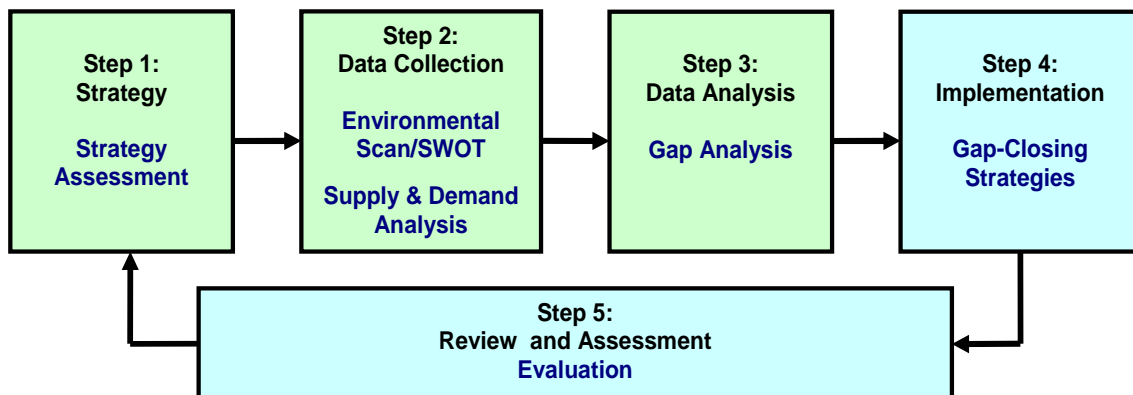 Step 1:
Strategy
Strategy
Assessment
Step 2:
Data Collection
Environmental
Scan/SWOT
Supply & Demand
Analysis
Step 3:
Data Analysis
Gap Analysis
Step 4:
Implementation
Gap-Closing
Strategies
Step 5:
Review and Assessment
Evaluation